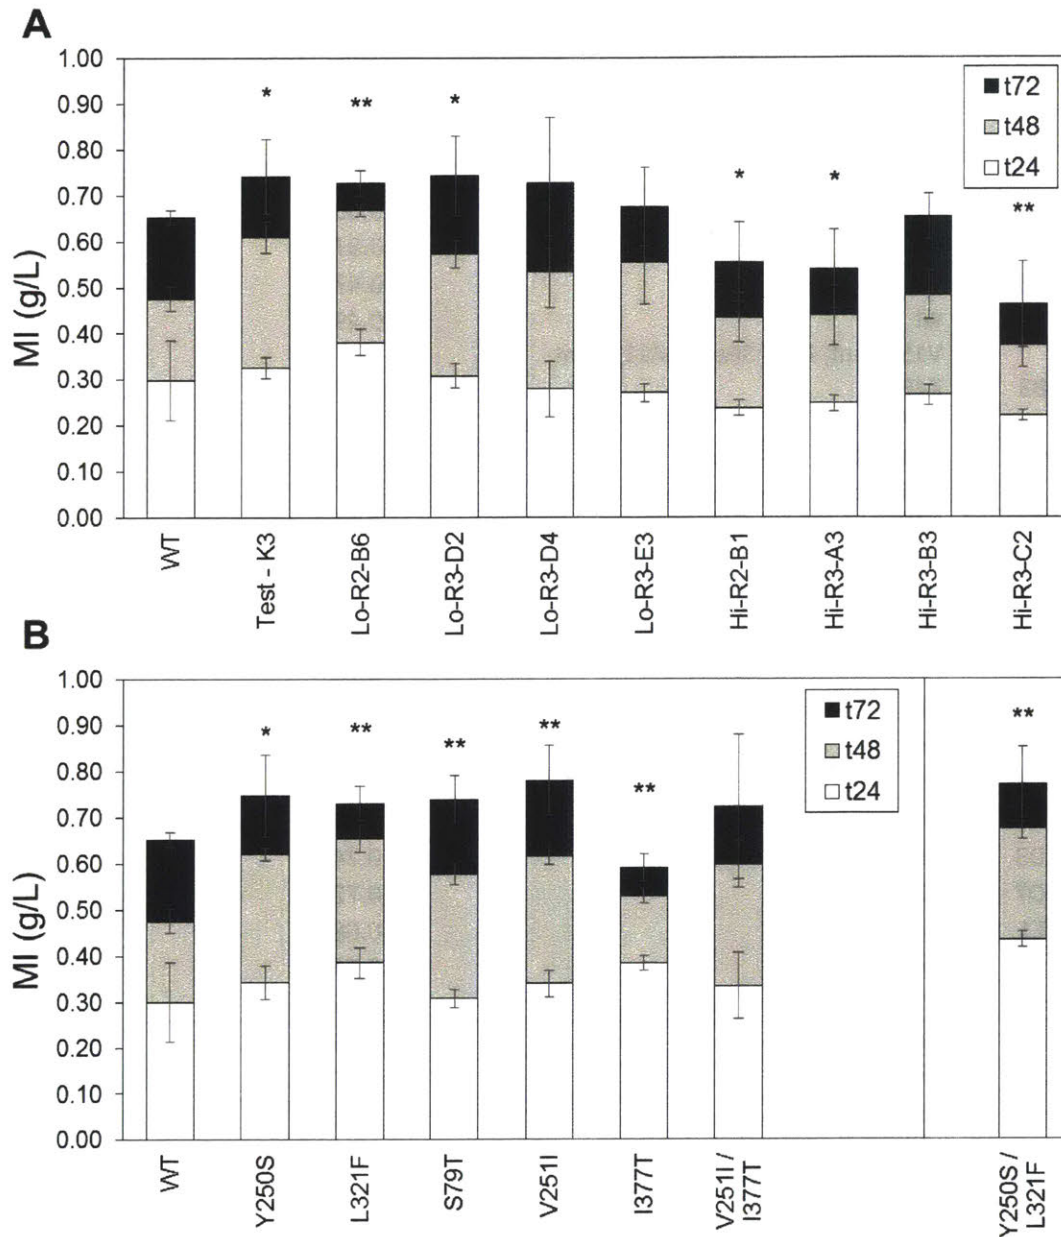 A
1.00
0.90
0.80
0.70
0.60
0.50
0.40
0.30
0.20
0.10
0.00
MI (g/L)
* ** * * * **
t72
t48
t24
WT
Test - K3
Lo-R2-B6
Lo-R3-D2
Lo-R3-D4
Lo-R3-E3
Hi-R2-B1
Hi-R3-A3
Hi-R3-B3
Hi-R3-C2
B
1.00
0.90
0.80
0.70
0.60
0.50
0.40
0.30
0.20
0.10
0.00
MI (g/L)
* ** ** ** ** **
t72
t48
t24
WT
Y250S
L321F
S79T
V251I
I377T
V251I /
I377T
Y250S /
L321F